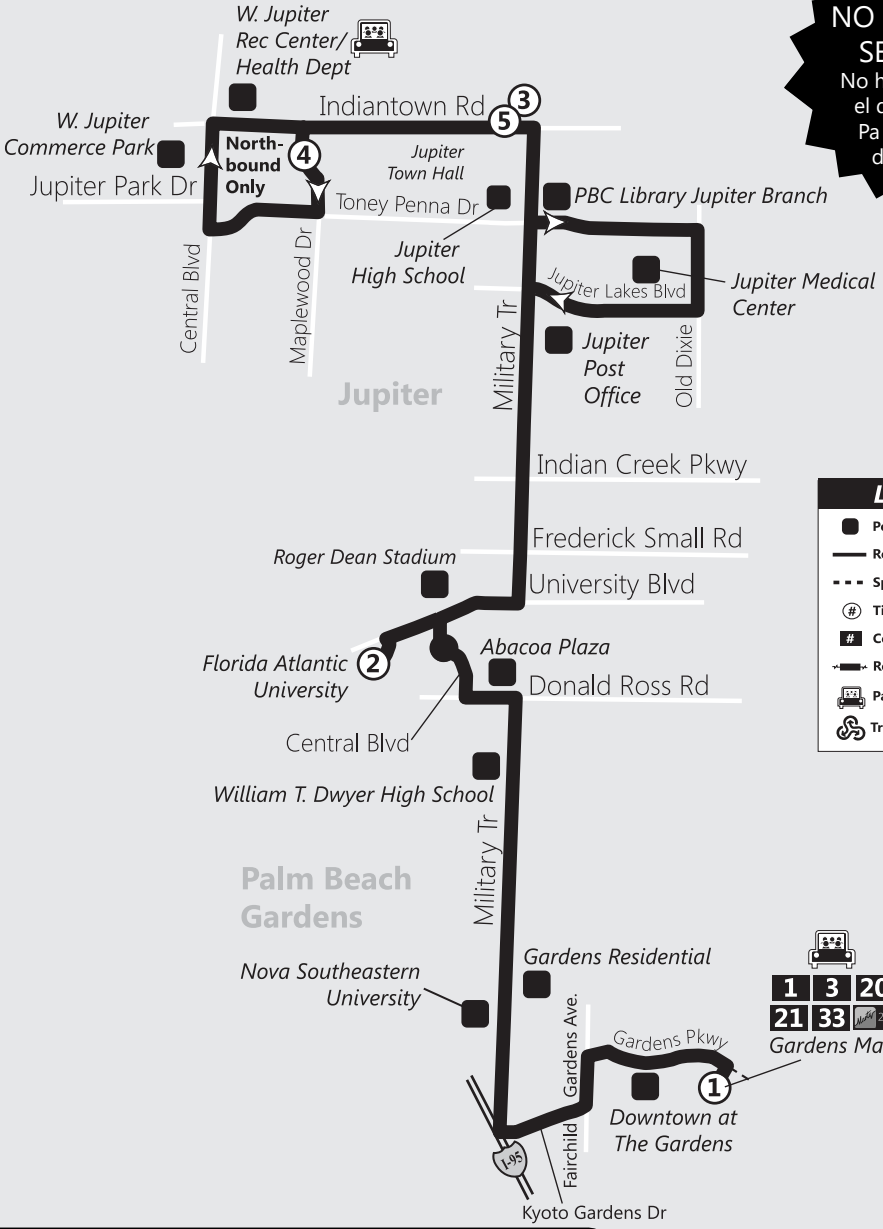 W. Jupiter
Rec Center/
Health Dept
NO
No h
el c
Pa
d
Indiantown Rd
3
5
W. Jupiter
Commerce Park
North-
bound
Only
4
Jupiter
Town Hall
Jupiter Park Dr
Toney Penna Dr
PBC Library Jupiter Branch
Jupiter
High School
Central Blvd
Maplewood Dr
Military Tr
Jupiter Lakes Blvd
Jupiter Medical
Center
Jupiter
Post
Office
Old Dixie
Jupiter
Indian Creek Pkwy
Frederick Small Rd
Roger Dean Stadium
University Blvd
#
#
Florida Atlantic
University
2
Abacoa Plaza
Donald Ross Rd
Central Blvd
William T. Dwyer High School
Military Tr
Palm Beach
Gardens
Nova Southeastern
University
Gardens Residential
1 3 20
21 33
Gardens Ma
Fairchild Gardens Ave.
Gardens Pkwy
1
Downtown at
The Gardens
I-95
Kyoto Gardens Dr